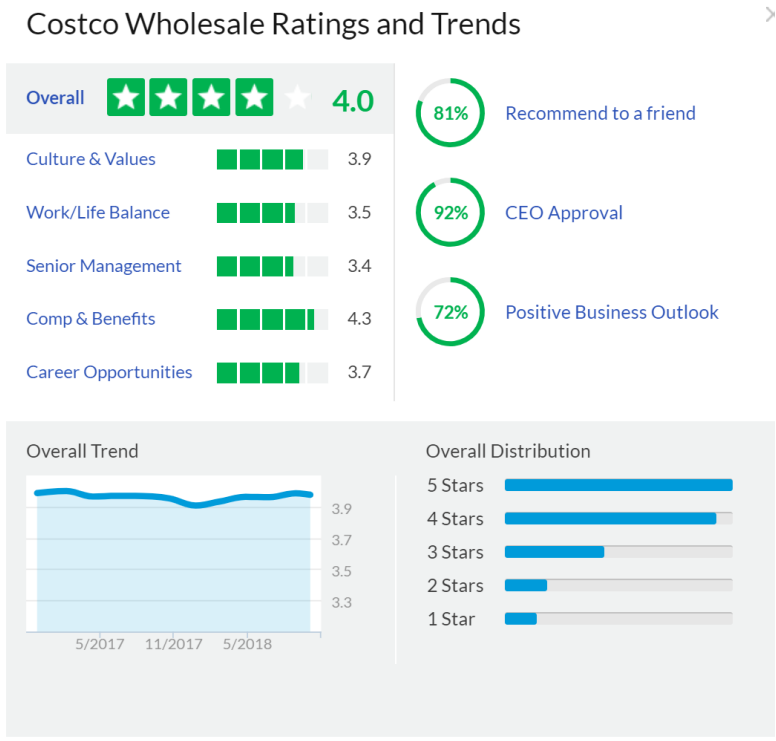 Costco Wholesale Ratings and Trends
Overall 4.0
Culture & Values 3.9
Work/Life Balance 3.5
Senior Management 3.4
Comp & Benefits 4.3
Career Opportunities 3.7
81% Recommend to a friend
92% CEO Approval
72% Positive Business Outlook
Overall Trend
3.9
3.7
3.5
3.3
5/2017 11/2017 5/2018
Overall Distribution
5 Stars
4 Stars
3 Stars
2 Stars
1 Star